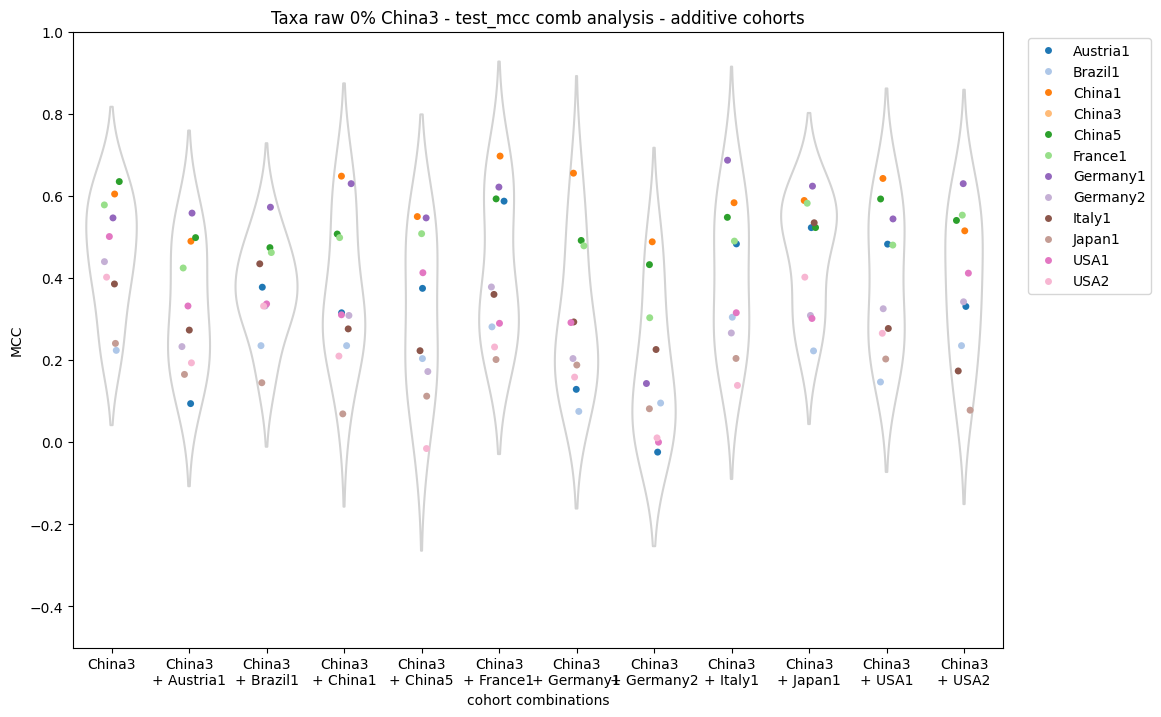 Taxa raw 0% China3 - test_mcc comb analysis - additive cohorts
MCC
1.0
0.8
0.6
0.4
0.2
0.0
−0.2
−0.4
China3
China3
+ Austria1
China3
+ Brazil1
China3
+ China1
China3
+ China5
China3
+ France1
China3
+ Germany1
China3
+ Germany2
China3
+ Italy1
China3
+ Japan1
China3
+ USA1
China3
+ USA2
cohort combinations
Austria1
Brazil1
China1
China3
China5
France1
Germany1
Germany2
Italy1
Japan1
USA1
USA2